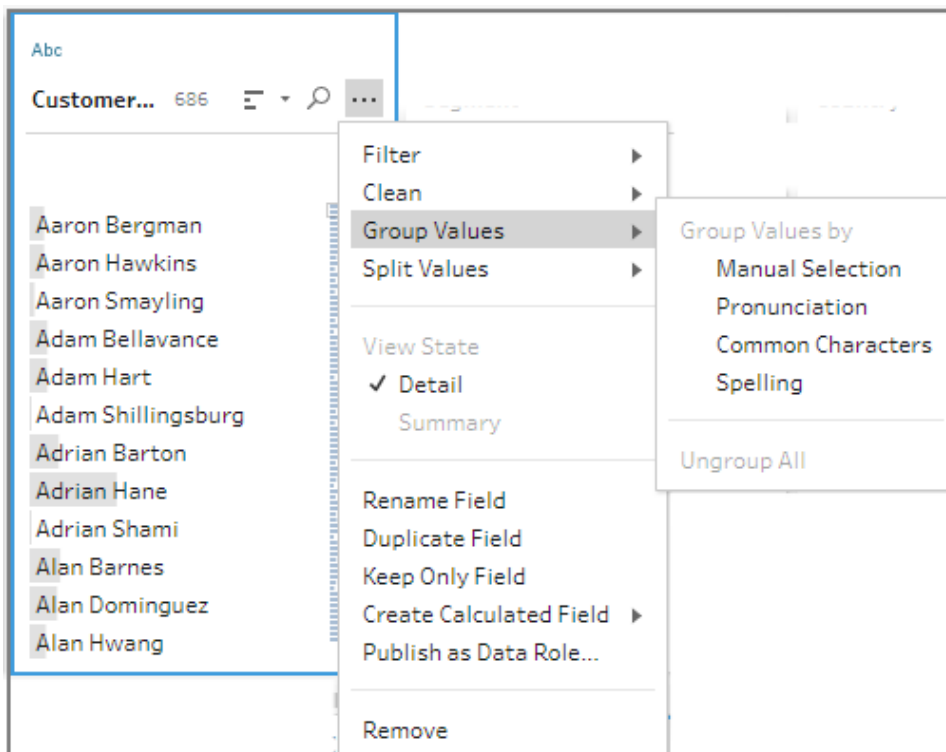 Abc
Customer... 686
Aaron Bergman
Aaron Hawkins
Aaron Smayling
Adam Bellavance
Adam Hart
Adam Shillingsburg
Adrian Barton
Adrian Hane
Adrian Shami
Alan Barnes
Alan Dominguez
Alan Hwang
Filter
Clean
Group Values
Split Values
View State
✓ Detail
Summary
Rename Field
Duplicate Field
Keep Only Field
Create Calculated Field
Publish as Data Role...
Remove
Group Values by
Manual Selection
Pronunciation
Common Characters
Spelling
Ungroup All